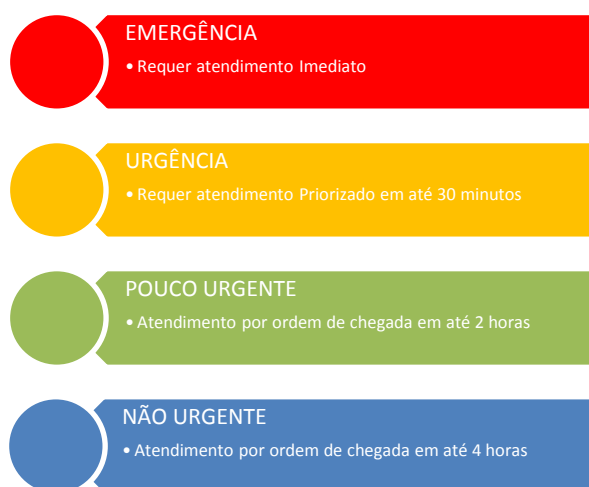 EMERGÊNCIA
• Requer atendimento Imediato
URGÊNCIA
• Requer atendimento Priorizado em até 30 minutos
POUCO URGENTE
• Atendimento por ordem de chegada em até 2 horas
NÃO URGENTE
• Atendimento por ordem de chegada em até 4 horas